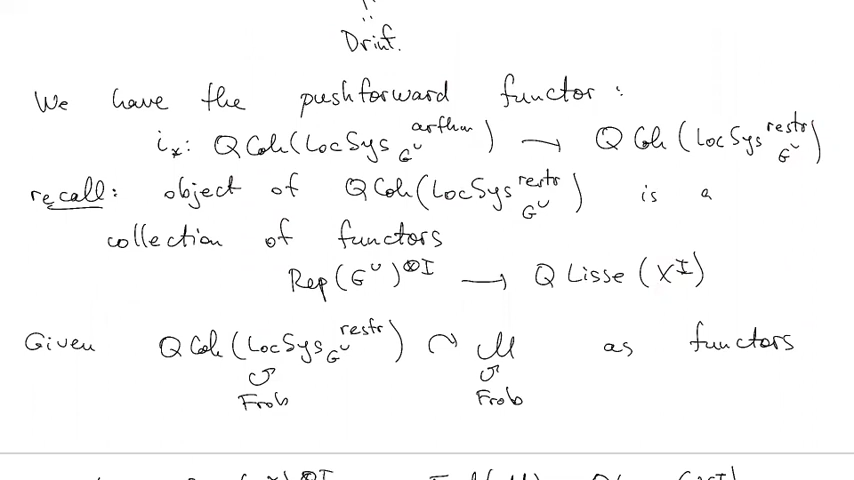 Drinf.
We have the pushforward functor:
i_*: QCoh(LocSys_{G^∨}^{arthm}) → QCoh(LocSys_{G^∨}^{restr})
recall: object of QCoh(LocSys_{G^∨}^{restr}) is a
collection of functors
Rep(G^∨)^{⊗I} → QLisse(X^I)
Given QCoh(LocSys_{G^∨}^{restr}) ↷ M as functors
↺ ↺
Frob Frob